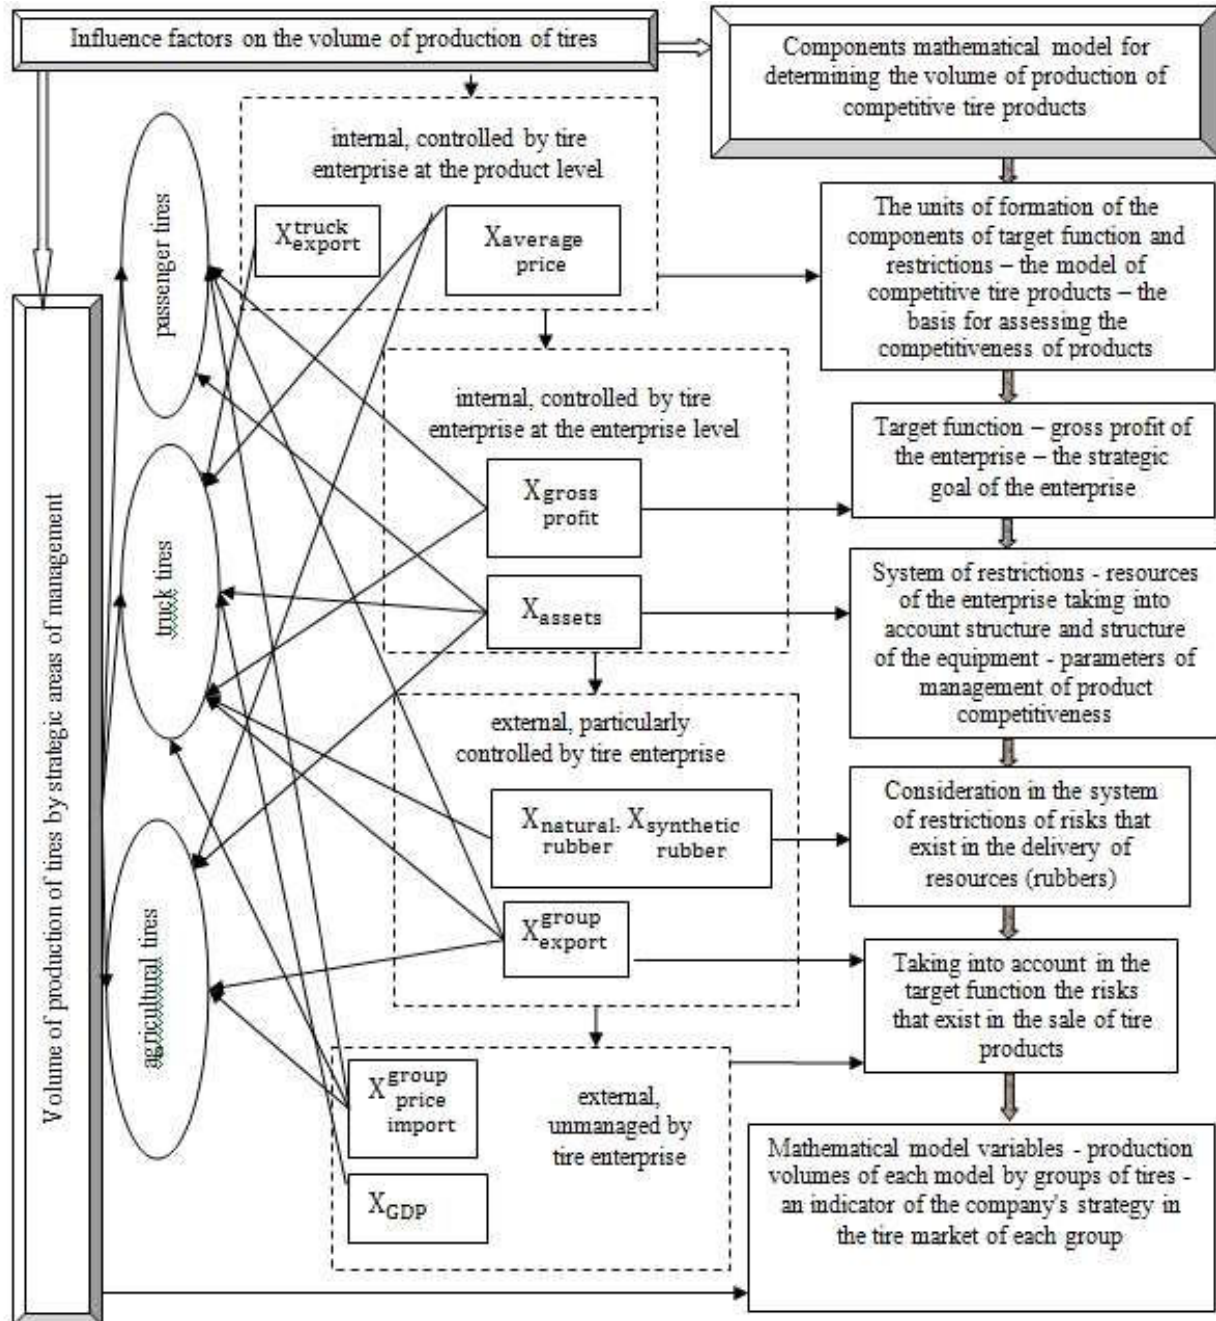 Influence factors on the volume of production of tires
Components mathematical model for
determining the volume of production of
competitive tire products
internal, controlled by tire
enterprise at the product level
X truck export
X average price
The units of formation of the
components of target function and
restrictions – the model of
competitive tire products – the
basis for assessing the
competitiveness of products
passenger tires
internal, controlled by tire
enterprise at the enterprise level
X gross profit
X assets
Target function – gross profit of
the enterprise – the strategic
goal of the enterprise
truck tires
System of restrictions - resources
of the enterprise taking into
account structure and structure
of the equipment - parameters of
management of product
competitiveness
Volume of production of tires by strategic areas of management
external, particularly
controlled by tire enterprise
X natural, rubber X synthetic rubber
X group export
Consideration in the system
of restrictions of risks that
exist in the delivery of
resources (rubbers)
agricultural tires
Taking into account in the
target function the risks
that exist in the sale of tire
products
X group price import
X GDP
external,
unmanaged by
tire enterprise
Mathematical model variables - production
volumes of each model by groups of tires -
an indicator of the company's strategy in
the tire market of each group